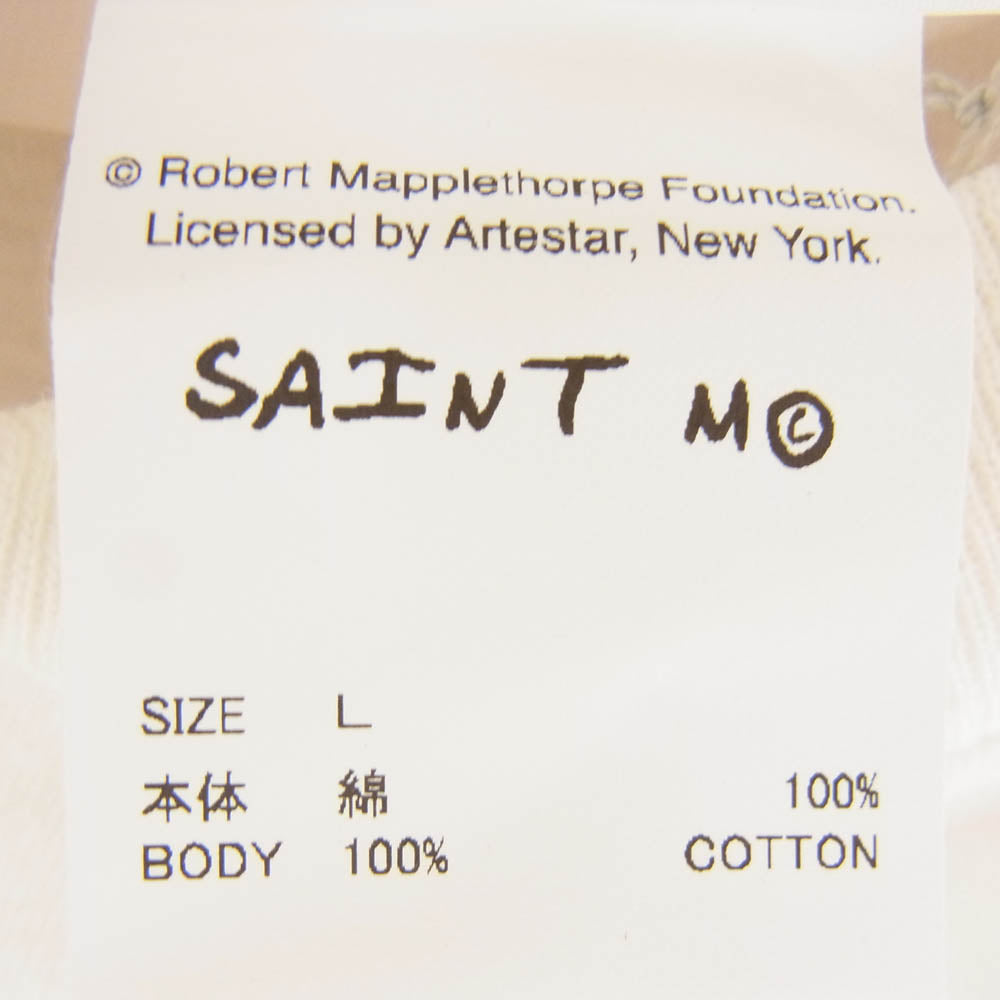 © Robert Mapplethorpe Foundation.
Licensed by Artestar, New York.
SAINT M©
SIZE L
本体 綿 100%
BODY 100% COTTON